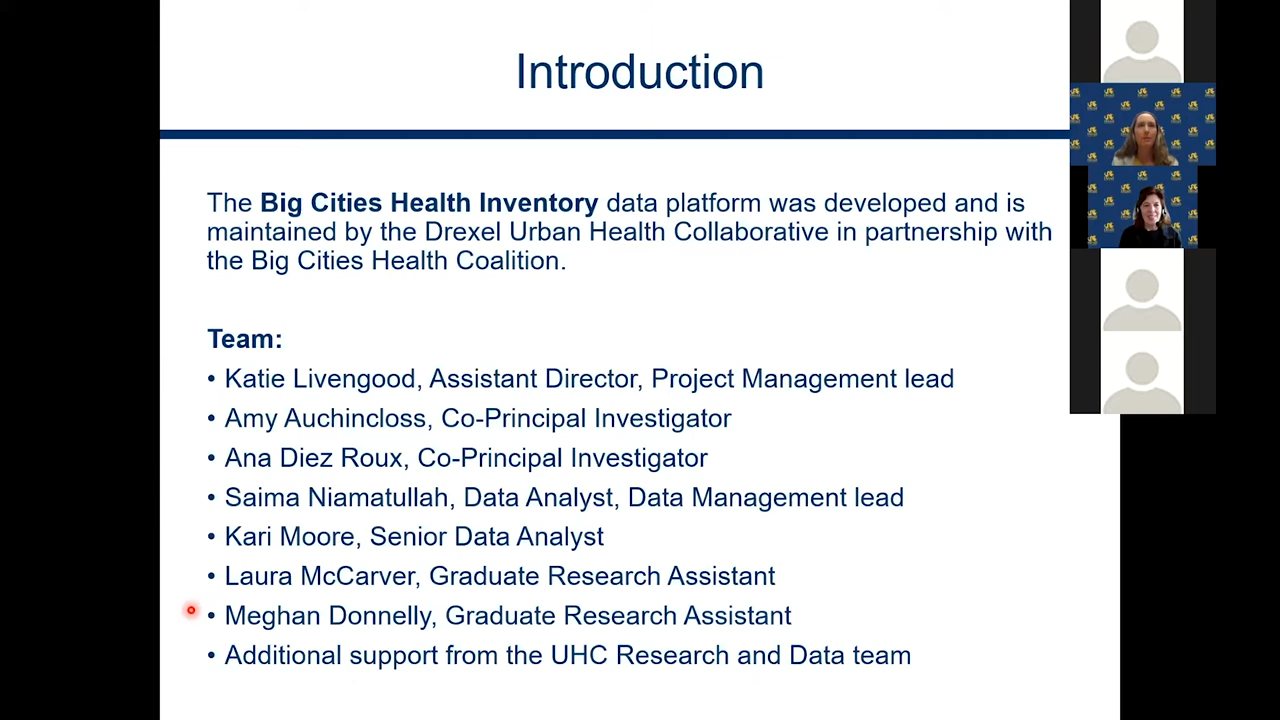 Introduction
The Big Cities Health Inventory data platform was developed and is
maintained by the Drexel Urban Health Collaborative in partnership with
the Big Cities Health Coalition.
Team:
• Katie Livengood, Assistant Director, Project Management lead
• Amy Auchincloss, Co-Principal Investigator
• Ana Diez Roux, Co-Principal Investigator
• Saima Niamatullah, Data Analyst, Data Management lead
• Kari Moore, Senior Data Analyst
• Laura McCarver, Graduate Research Assistant
• Meghan Donnelly, Graduate Research Assistant
• Additional support from the UHC Research and Data team